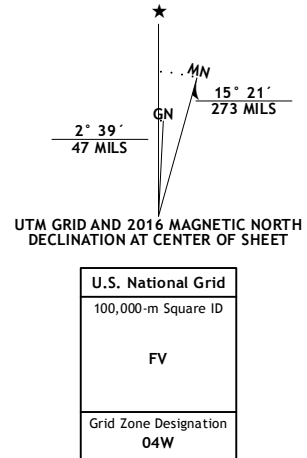 ★
MN
GN
15° 21´
273 MILS
2° 39´
47 MILS
UTM GRID AND 2016 MAGNETIC NORTH
DECLINATION AT CENTER OF SHEET
U.S. National Grid
100,000-m Square ID
FV
Grid Zone Designation
04W